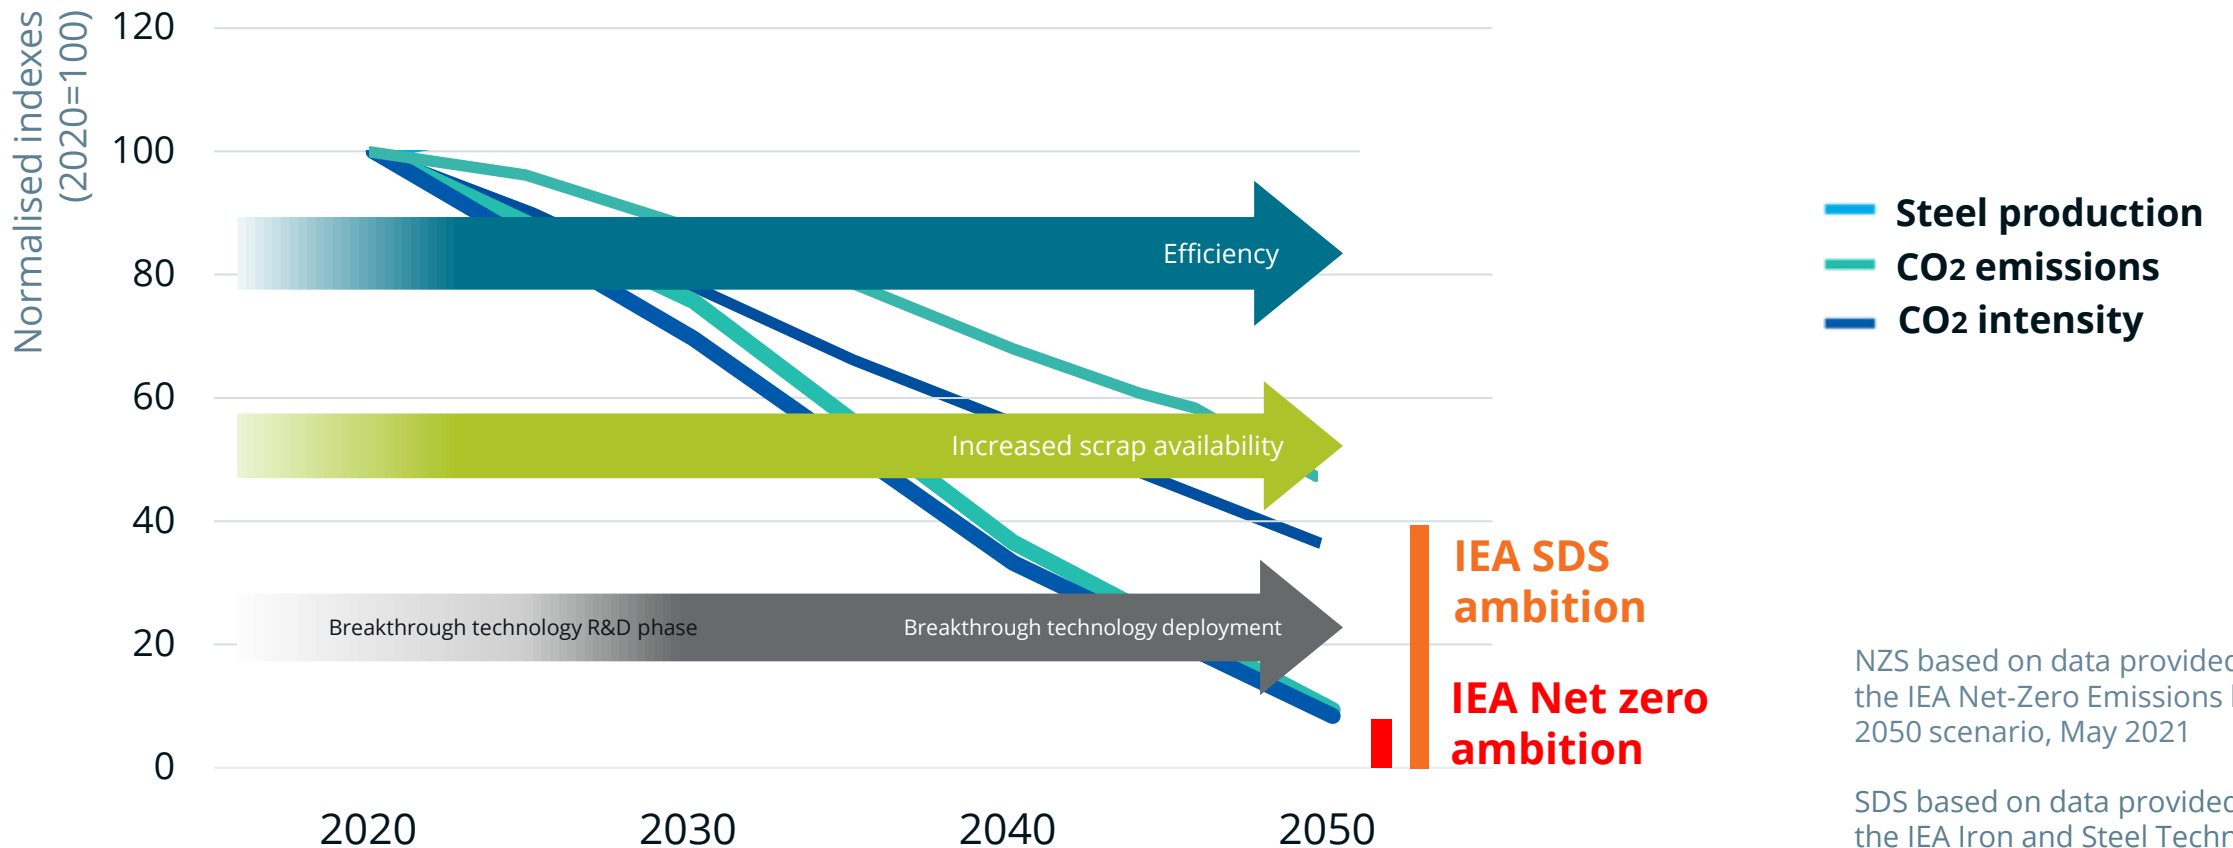 Normalised indexes
(2020=100)
120
100
80
60
40
20
0
Efficiency
Increased scrap availability
Breakthrough technology R&D phase
Breakthrough technology deployment
2020
2030
2040
2050
IEA SDS
ambition
IEA Net zero
ambition
Steel production
CO2 emissions
CO2 intensity
NZS based on data provided
the IEA Net-Zero Emissions
2050 scenario, May 2021
SDS based on data provided
the IEA Iron and Steel